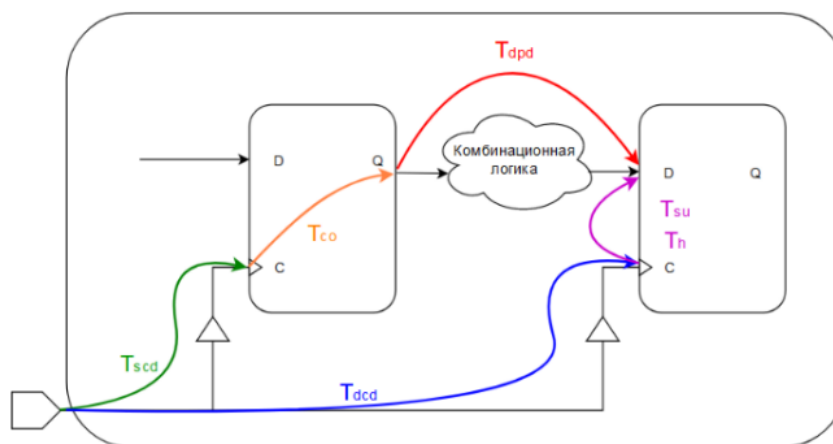 Tdpd
D
Q
Комбинационная
логика
D
Q
Tco
Tsu
Th
C
C
Tscd
Tdcd